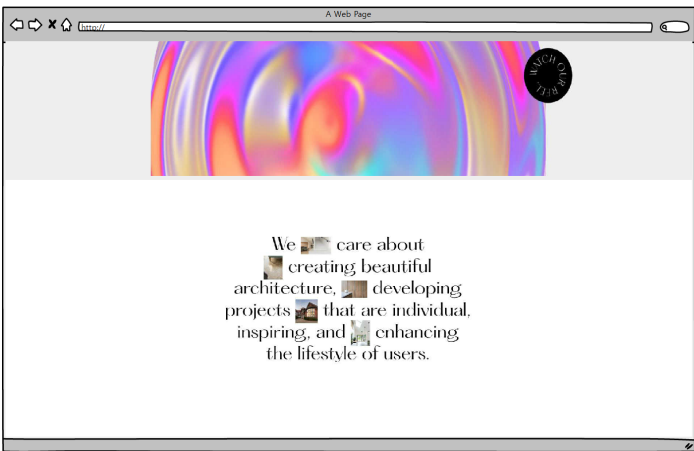 A Web Page
http://
WATCH OUR RELL
We care about
creating beautiful
architecture, developing
projects that are individual,
inspiring, and enhancing
the lifestyle of users.